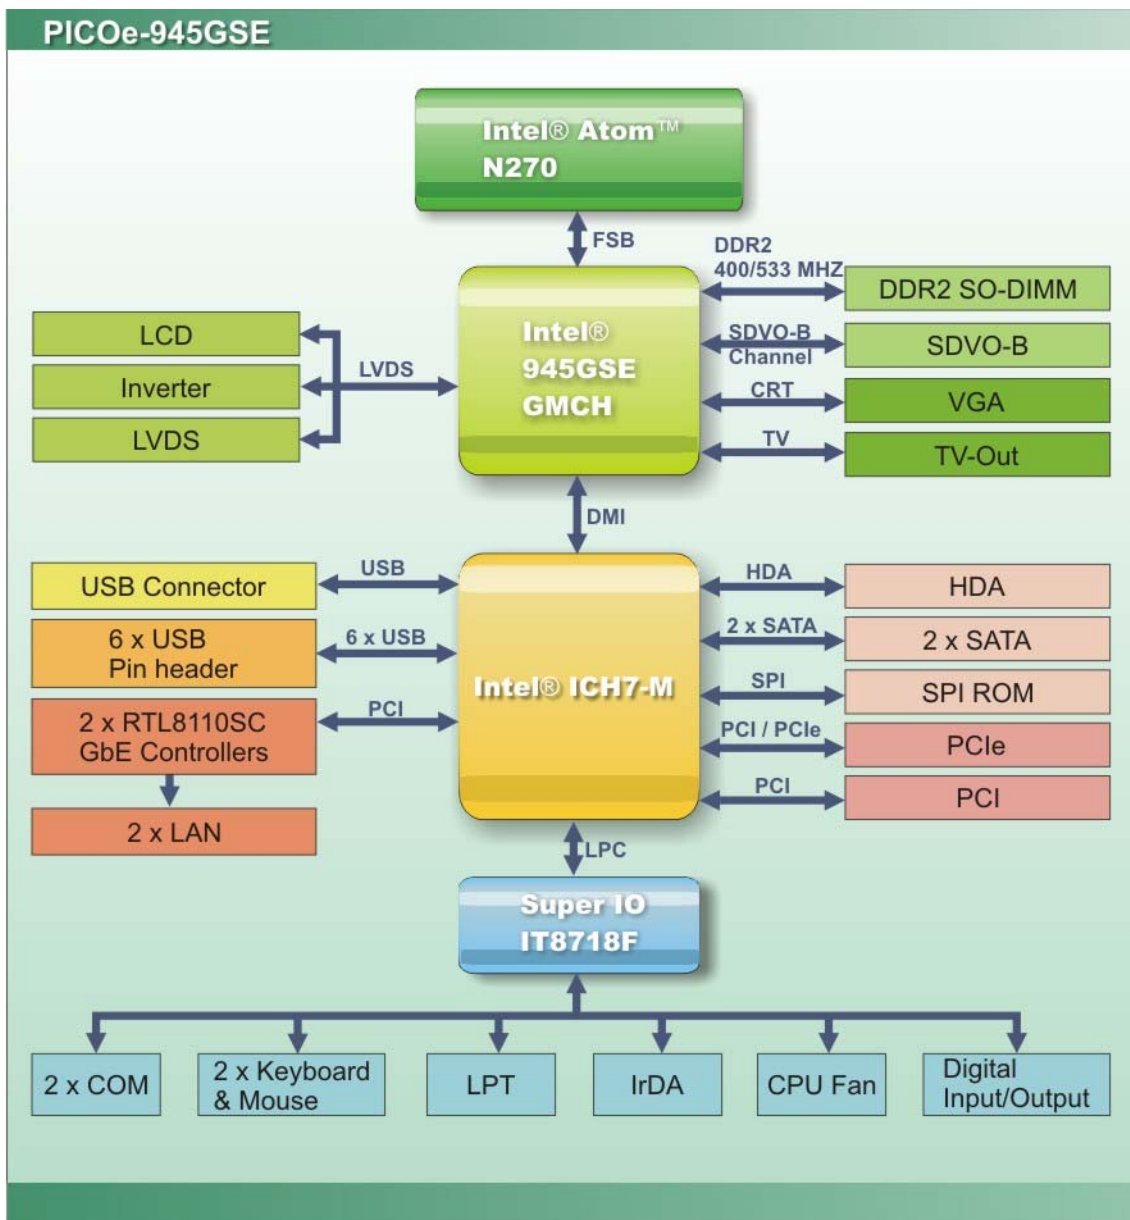 PICOe-945GSE
Intel® Atom™
N270
FSB
DDR2
400/533 MHZ
DDR2 SO-DIMM
Intel®
945GSE
GMCH
SDVO-B
Channel
SDVO-B
CRT
VGA
TV
TV-Out
LCD
Inverter
LVDS
LVDS
DMI
USB Connector
USB
6 x USB
Pin header
6 x USB
2 x RTL8110SC
GbE Controllers
PCI
2 x LAN
Intel® ICH7-M
HDA
HDA
2 x SATA
2 x SATA
SPI
SPI ROM
PCI / PCIe
PCIe
PCI
PCI
LPC
Super IO
IT8718F
2 x COM
2 x Keyboard
& Mouse
LPT
IrDA
CPU Fan
Digital
Input/Output